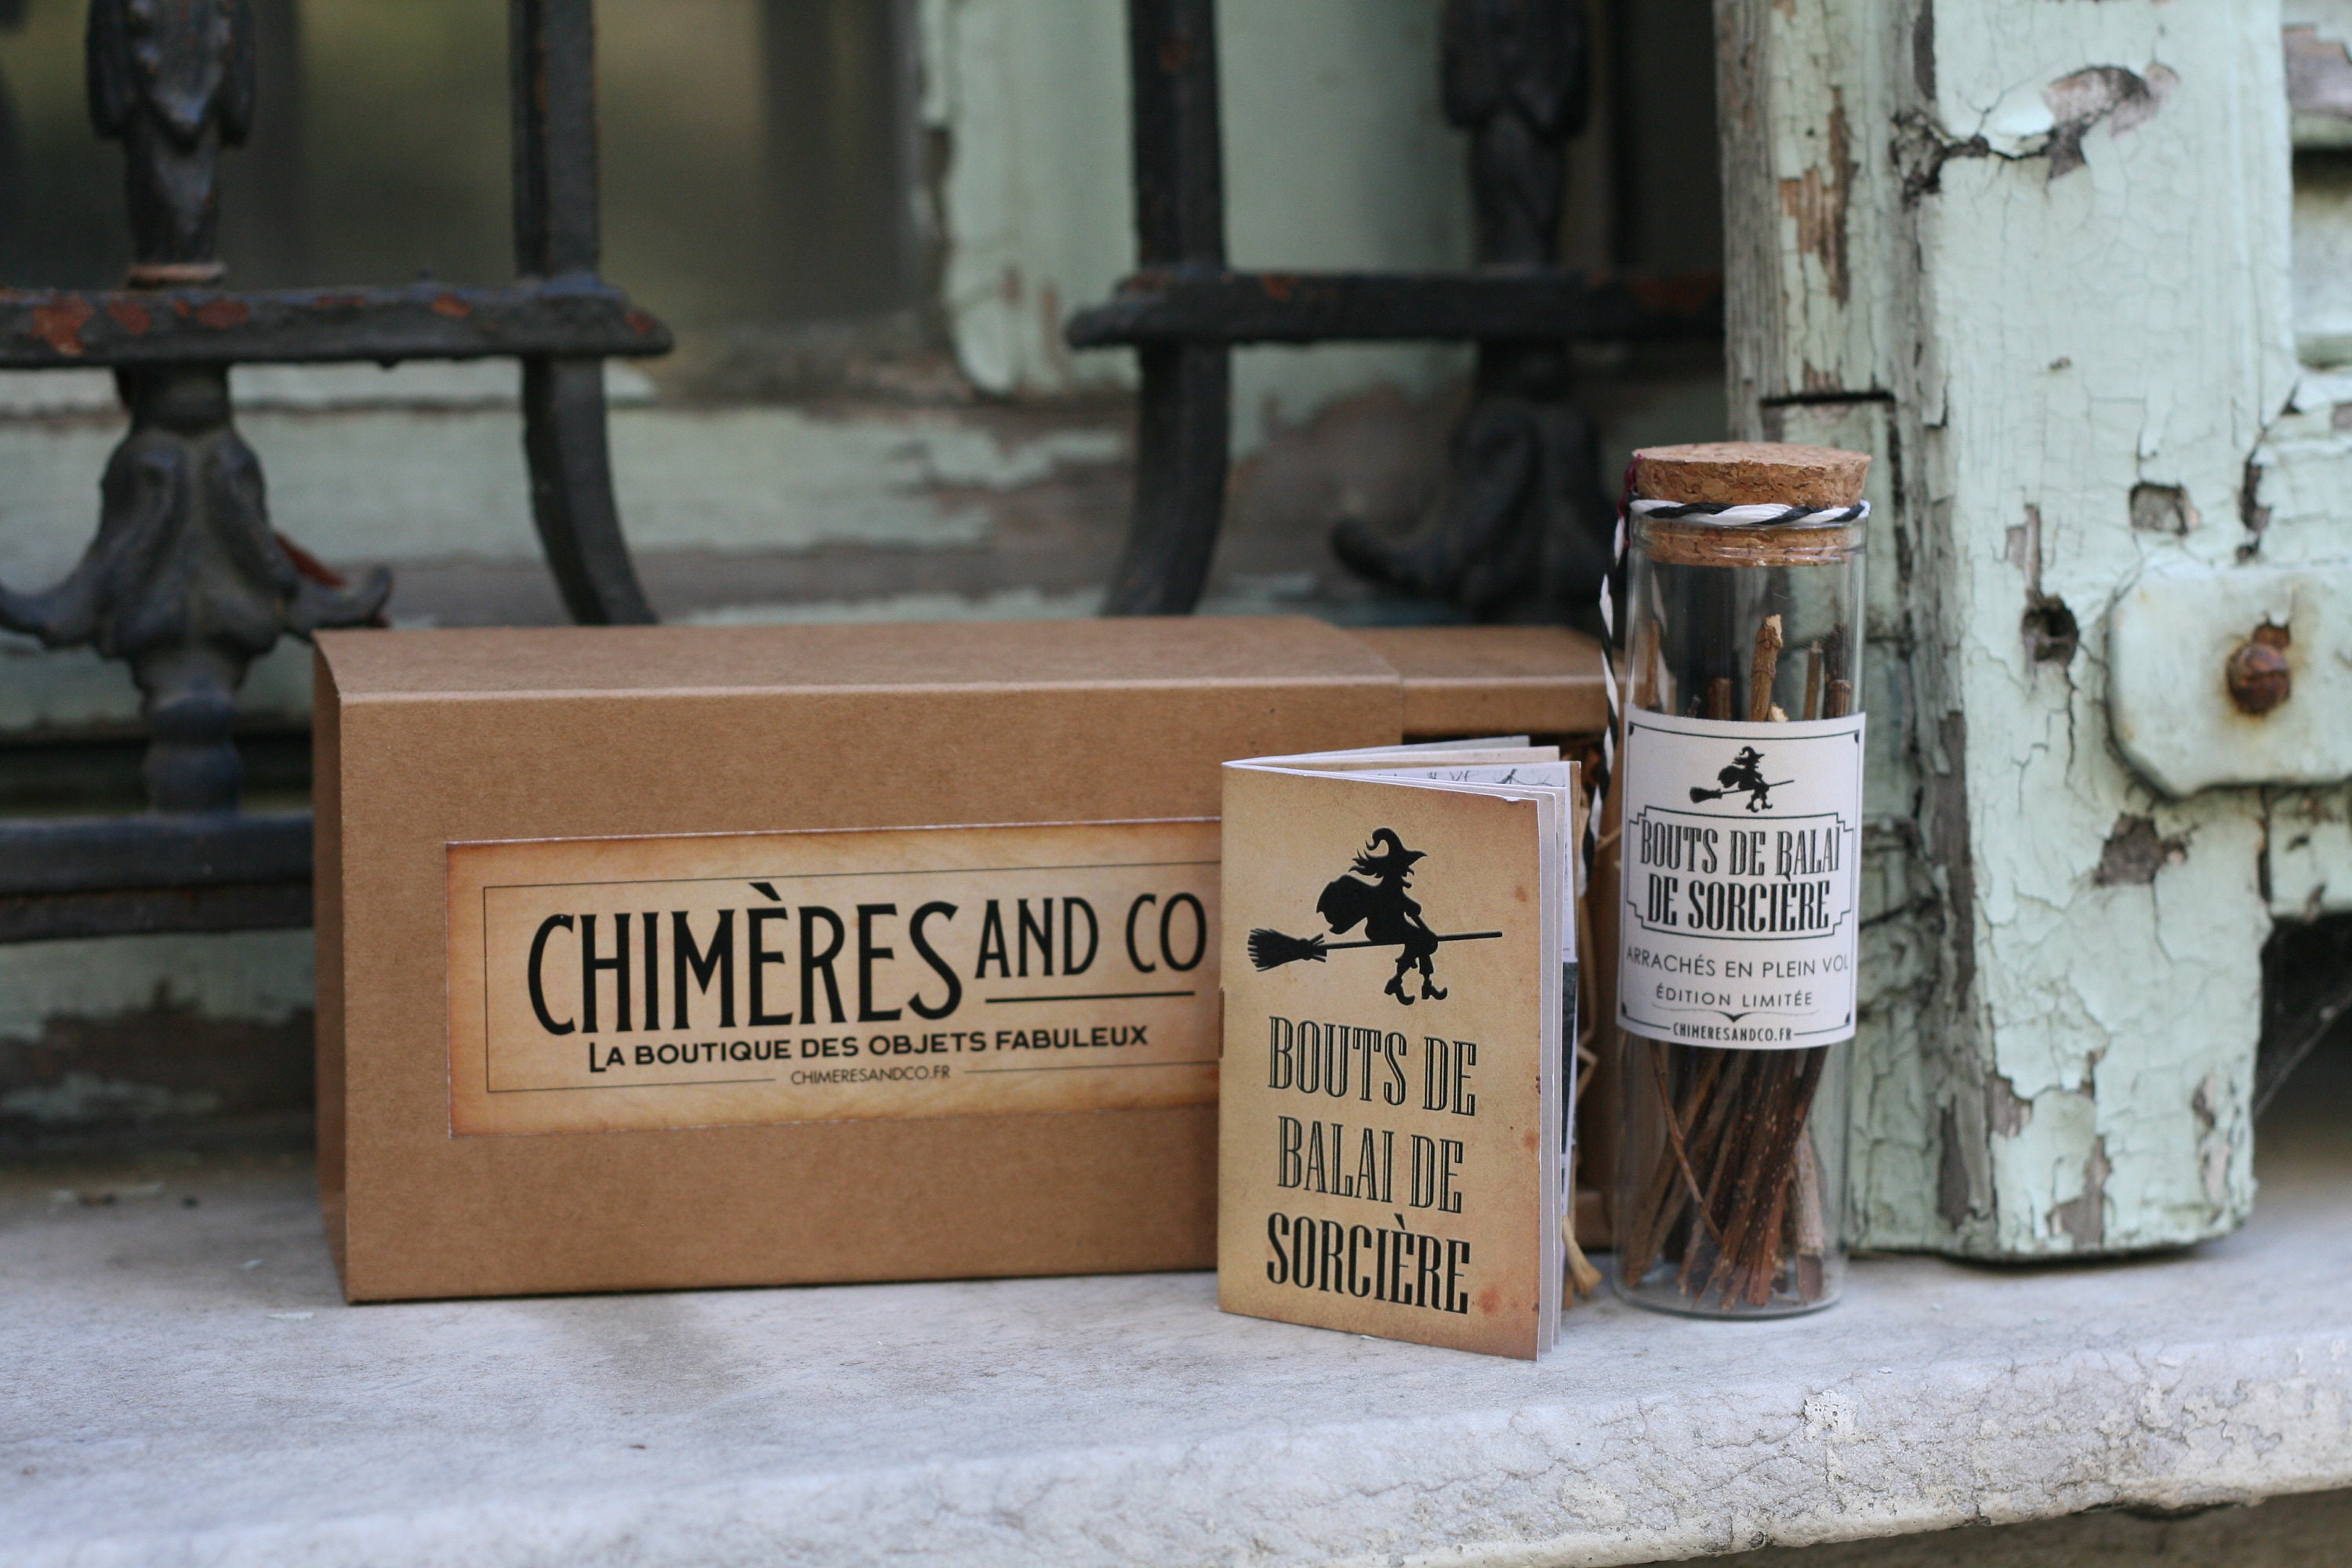 CHIMÈRES AND CO
LA BOUTIQUE DES OBJETS FABULEUX
CHIMERESANDCO.FR
BOUTS DE
BALAI DE
SORCIÈRE
BOUTS DE BALAI
DE SORCIÈRE
ARRACHÉS EN PLEIN VOL
ÉDITION LIMITÉE
CHIMERESANDCO.FR